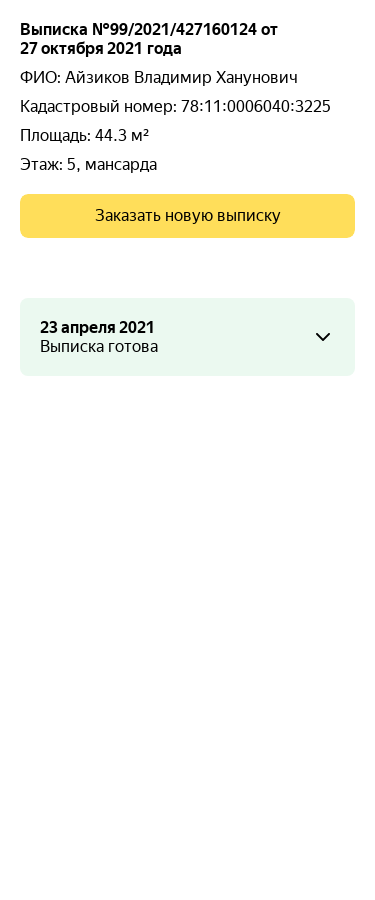 Выписка №99/2021/427160124 от
27 октября 2021 года
ФИО: Айзиков Владимир Ханунович
Кадастровый номер: 78:11:0006040:3225
Площадь: 44.3 м²
Этаж: 5, мансарда
Заказать новую выписку
23 апреля 2021
Выписка готова